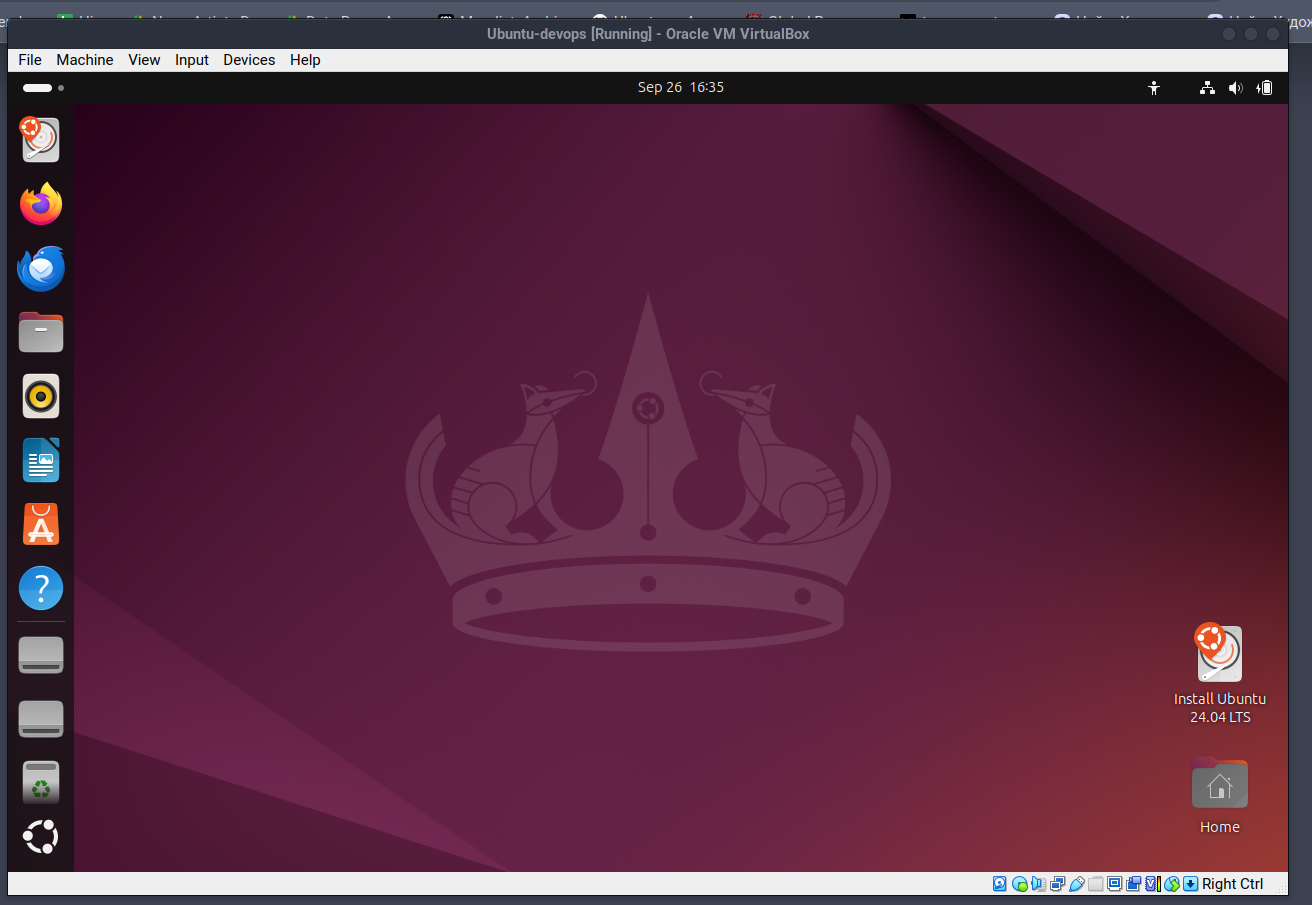 Ubuntu-devops [Running] - Oracle VM VirtualBox
File Machine View Input Devices Help
Sep 26 16:35
Install Ubuntu
24.04 LTS
Home
Right Ctrl